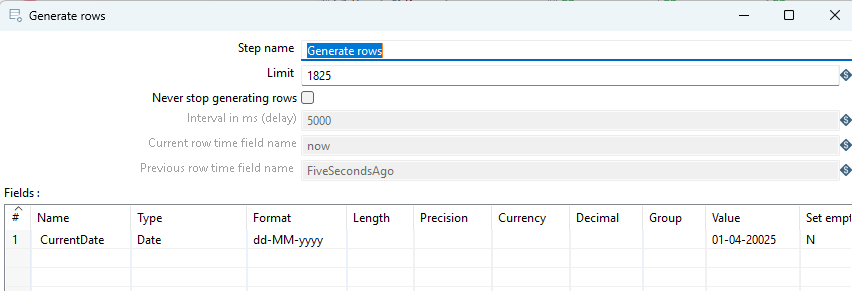 Generate rows
Step name Generate rows
Limit 1825
Never stop generating rows
Interval in ms (delay) 5000
Current row time field name now
Previous row time field name FiveSecondsAgo
Fields :
# Name Type Format Length Precision Currency Decimal Group Value Set empt
1 CurrentDate Date dd-MM-yyyy 01-04-20025 N